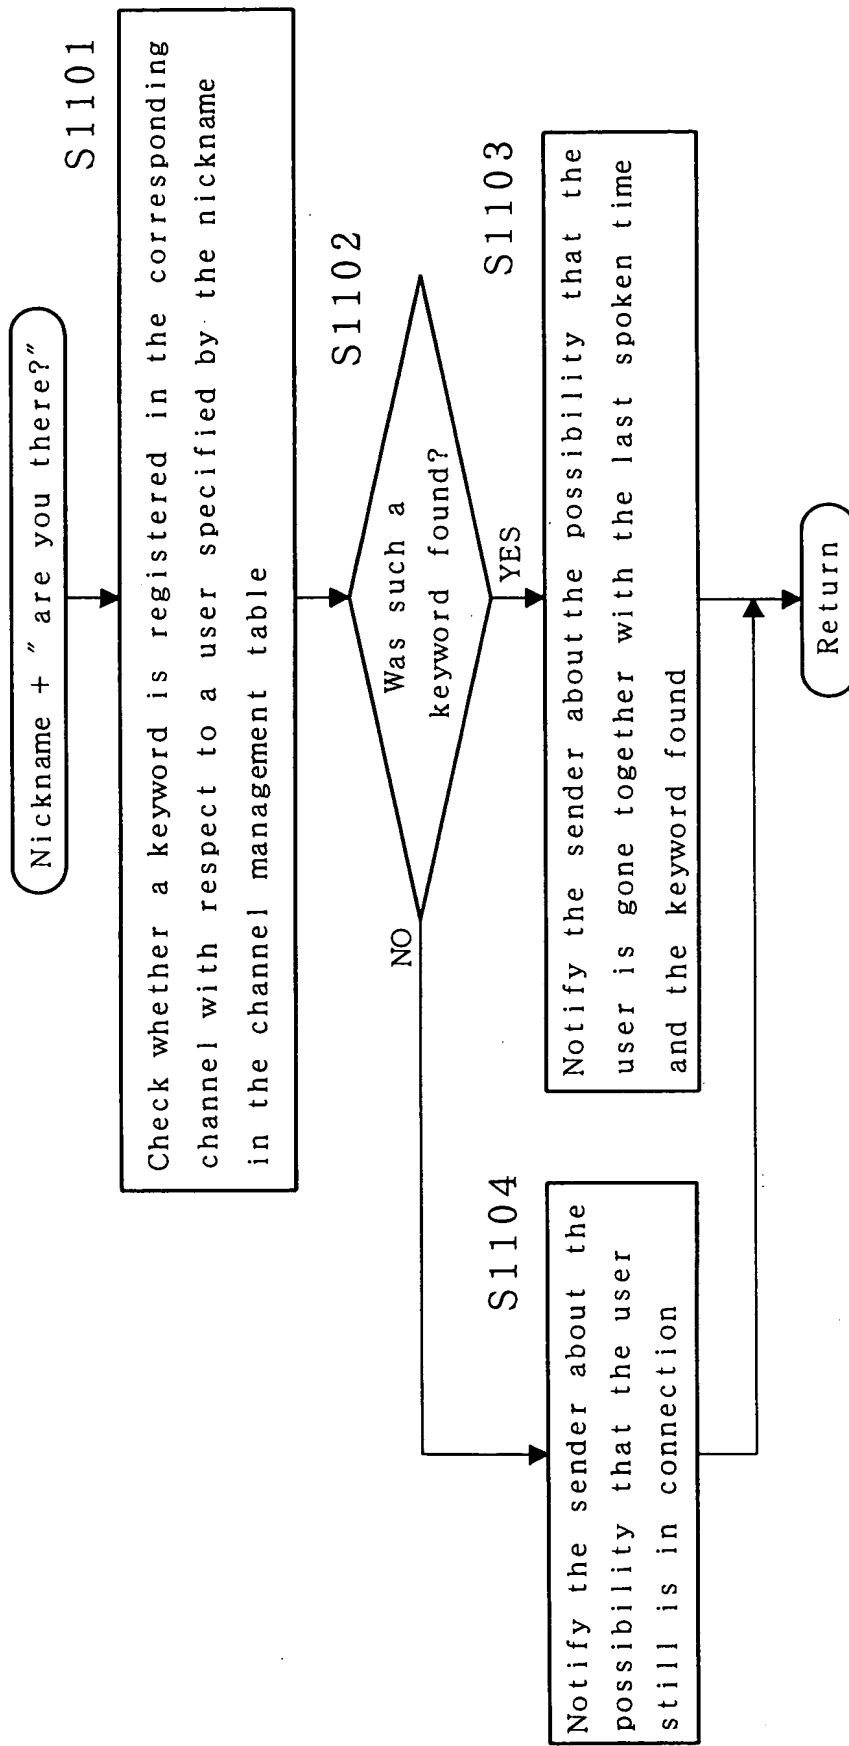 Nickname + ″ are you there?″
S1101
Check whether a keyword is registered in the corresponding
channel with respect to a user specified by the nickname
in the channel management table
S1102
Was such a
keyword found?
NO
YES
S1103
Notify the sender about the possibility that the
user is gone together with the last spoken time
and the keyword found
S1104
Notify the sender about the
possibility that the user
still is in connection
Return